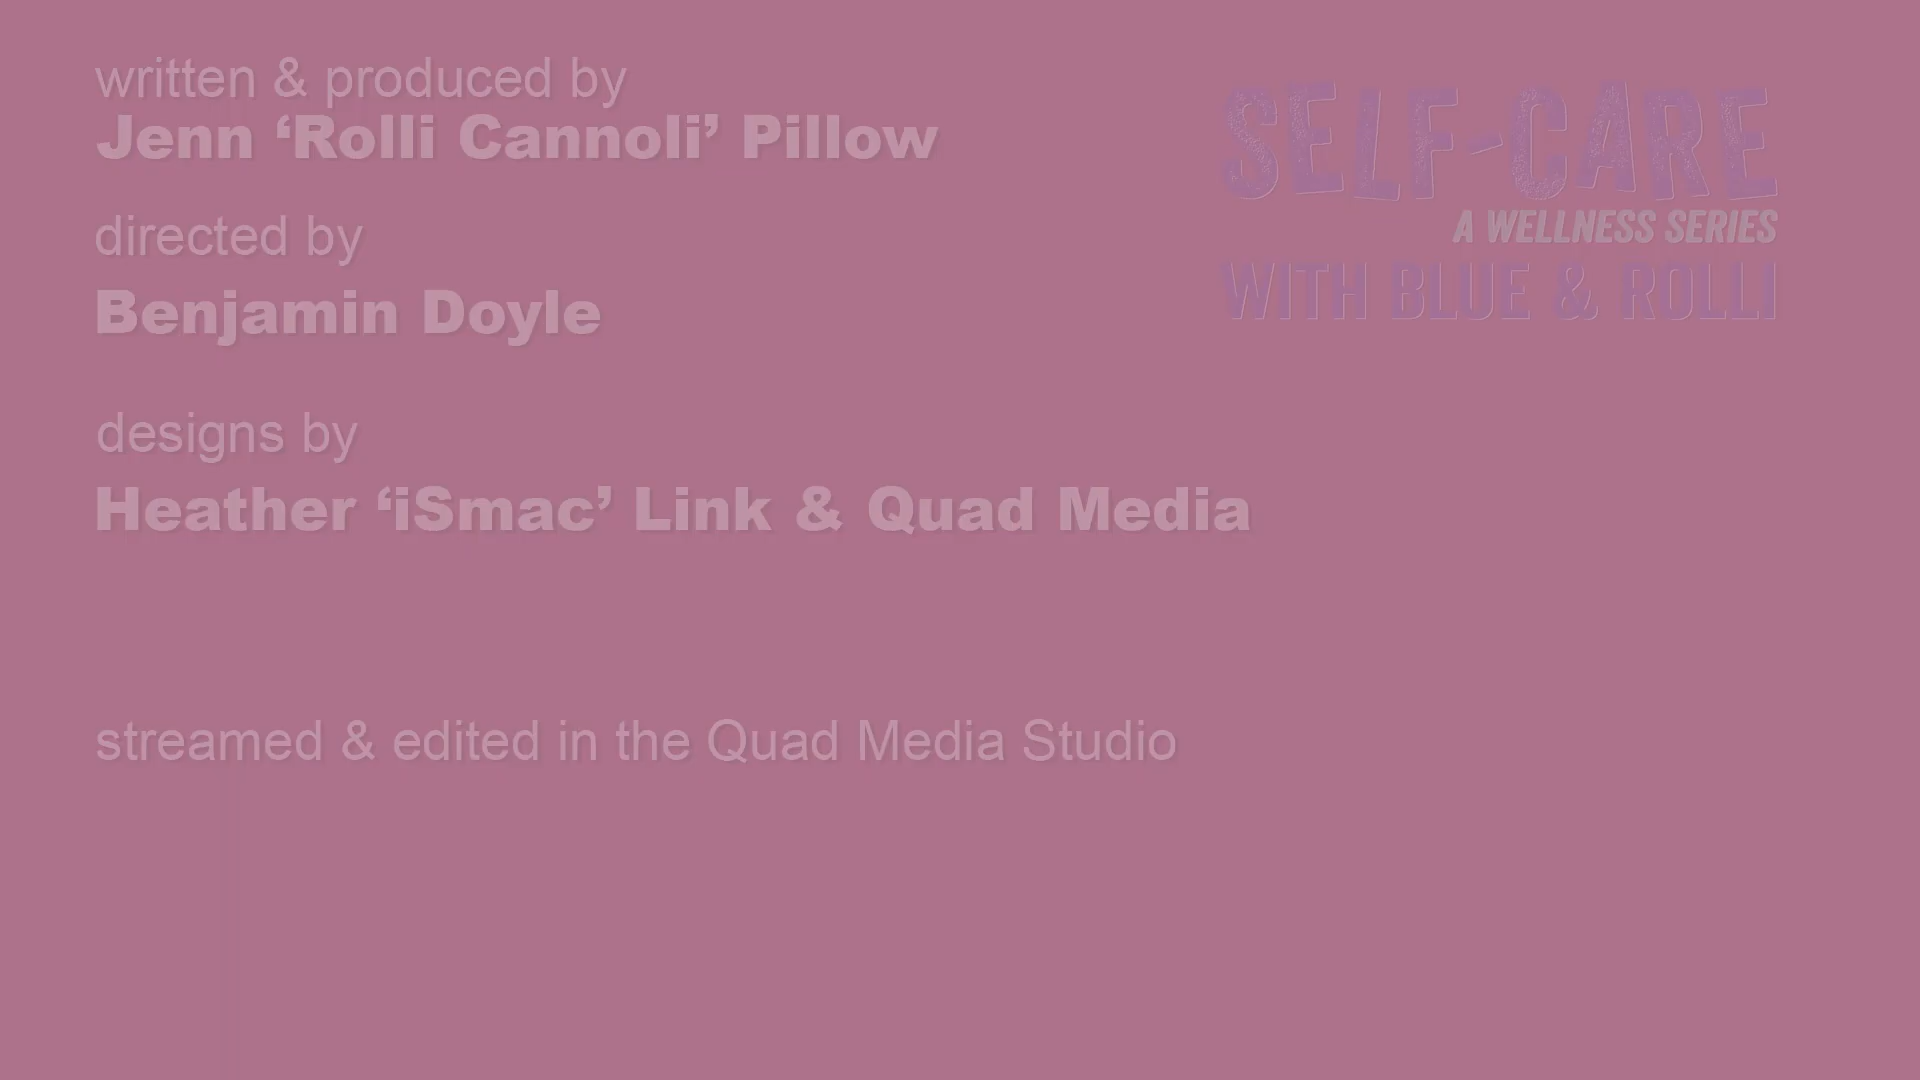 written & produced by
Jenn ‘Rolli Cannoli’ Pillow
directed by
Benjamin Doyle
designs by
Heather ‘iSmac’ Link & Quad Media
streamed & edited in the Quad Media Studio
SELF-CARE
A WELLNESS SERIES
WITH BLUE & ROLLI